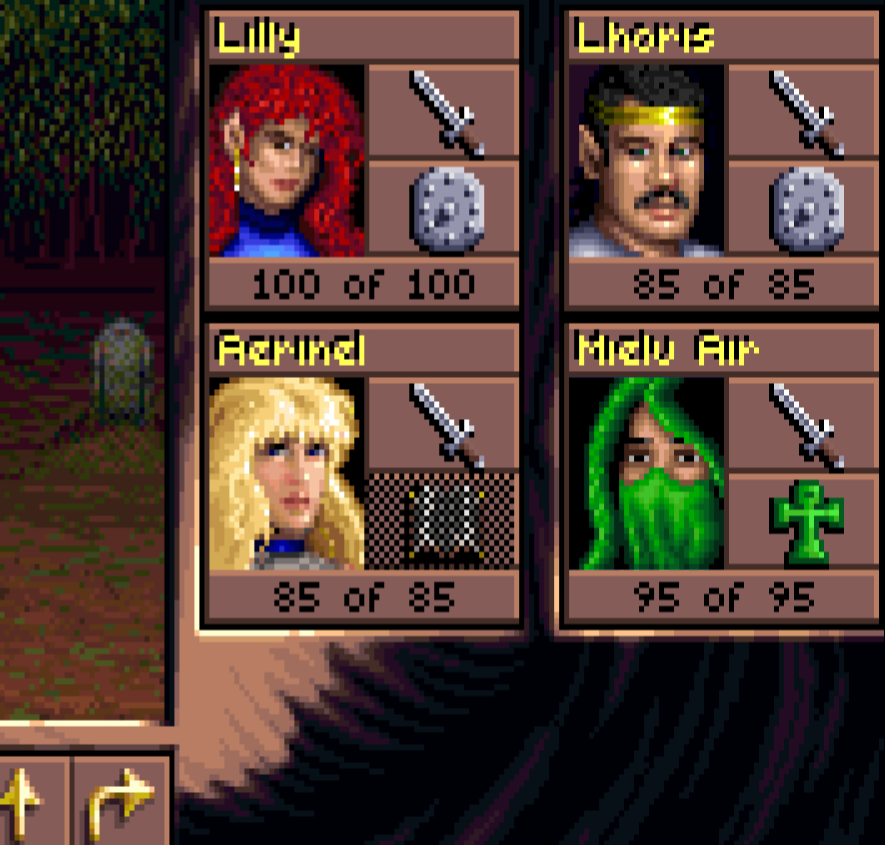 Lilly
Lhoris
100 of 100
85 of 85
Aerinel
Mielu Air
85 of 85
95 of 95